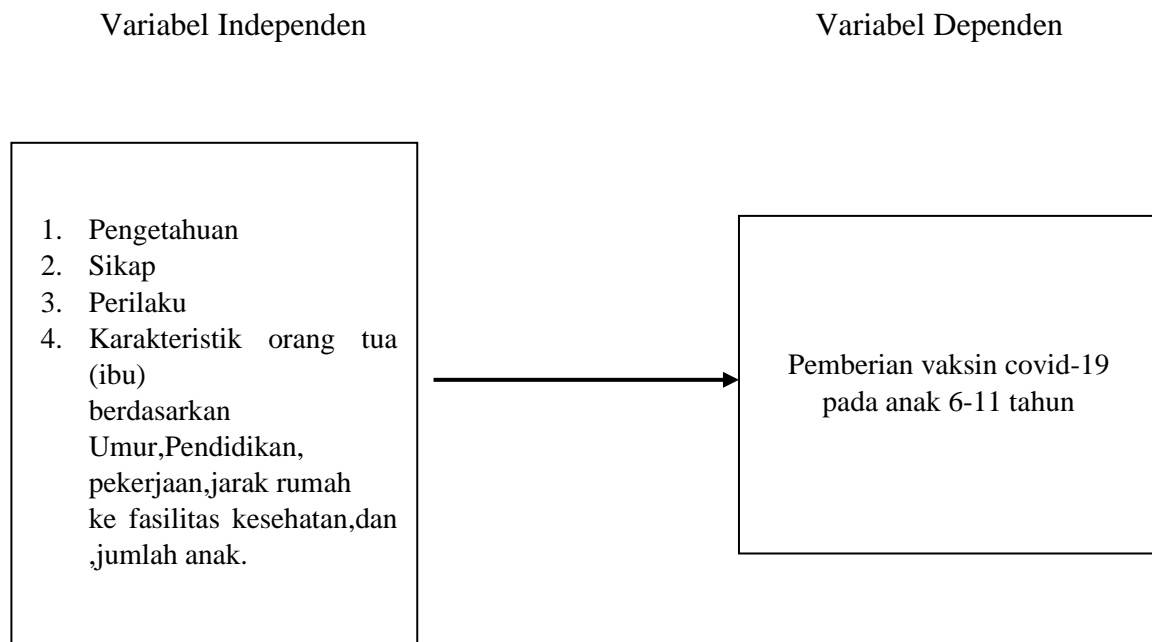 Variabel Independen
Variabel Dependen
1. Pengetahuan
2. Sikap
3. Perilaku
4. Karakteristik orang tua
(ibu)
berdasarkan
Umur,Pendidikan,
pekerjaan,jarak rumah
ke fasilitas kesehatan,dan
,jumlah anak.
Pemberian vaksin covid-19
pada anak 6-11 tahun